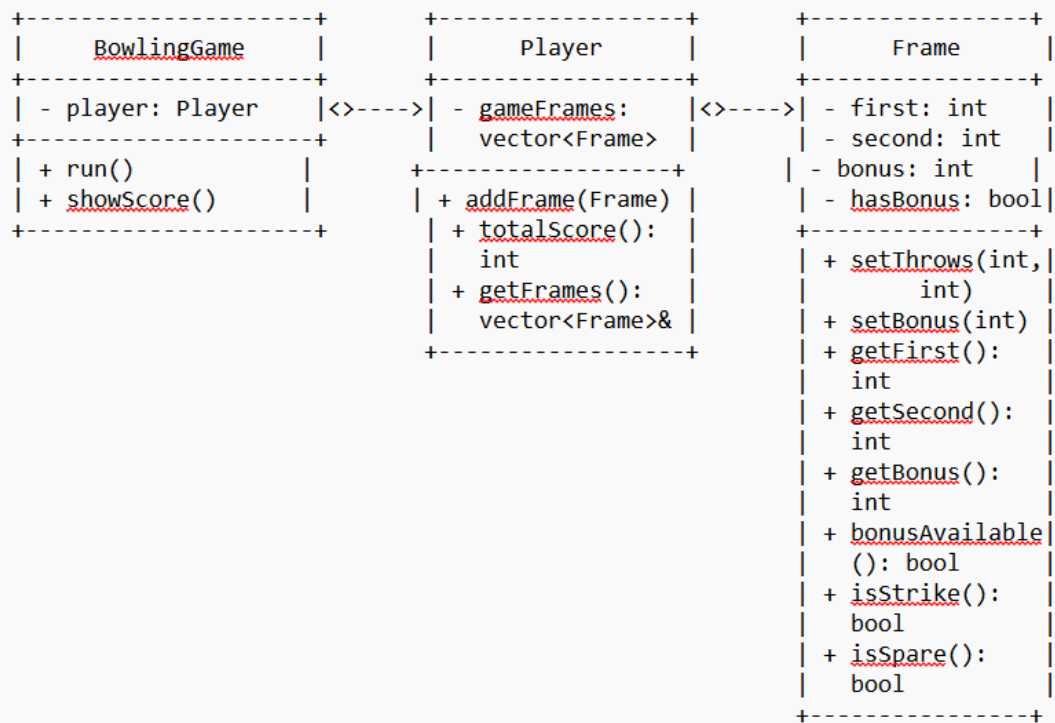 +---------------------+       +------------------+       +----------------+
|     BowlingGame     |       |      Player      |       |      Frame     |
+---------------------+       +------------------+       +----------------+
| - player: Player    |<>---->| - gameFrames:    |<>---->| - first: int   |
+---------------------+       |   vector<Frame>  |       | - second: int  |
| + run()            |       +------------------+       | - bonus: int    |
| + showScore()      |       | + addFrame(Frame) |       | - hasBonus: bool|
+---------------------+       | + totalScore():  |       +----------------+
                              |   int            |       | + setThrows(int,|
                              | + getFrames():   |       |        int)    |
                              |   vector<Frame>& |       | + setBonus(int) |
                              +------------------+       | + getFirst():   |
                                                         |   int           |
                                                         | + getSecond():  |
                                                         |   int           |
                                                         | + getBonus():   |
                                                         |   int           |
                                                         | + bonusAvailable|
                                                         |   (): bool      |
                                                         | + isStrike():   |
                                                         |   bool          |
                                                         | + isSpare():    |
                                                         |   bool          |
                                                         +----------------+